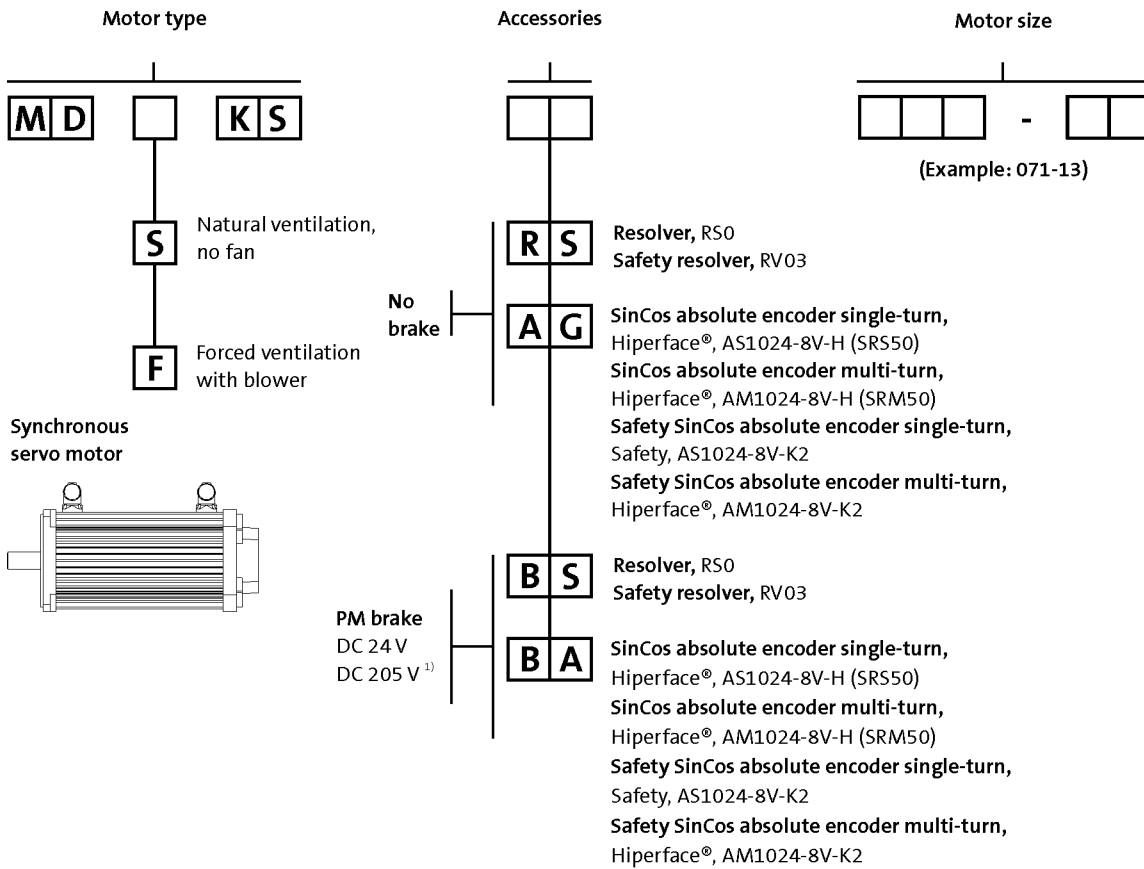 Motor type
Accessories
Motor size
M D
K S
-
(Example: 071-13)
S
Natural ventilation,
no fan
F
Forced ventilation
with blower
Synchronous
servo motor
No
brake
R S
Resolver, RS0
Safety resolver, RV03
A G
SinCos absolute encoder single-turn,
Hiperface®, AS1024-8V-H (SRS50)
SinCos absolute encoder multi-turn,
Hiperface®, AM1024-8V-H (SRM50)
Safety SinCos absolute encoder single-turn,
Safety, AS1024-8V-K2
Safety SinCos absolute encoder multi-turn,
Hiperface®, AM1024-8V-K2
PM brake
DC 24 V
DC 205 V 1)
B S
Resolver, RS0
Safety resolver, RV03
B A
SinCos absolute encoder single-turn,
Hiperface®, AS1024-8V-H (SRS50)
SinCos absolute encoder multi-turn,
Hiperface®, AM1024-8V-H (SRM50)
Safety SinCos absolute encoder single-turn,
Safety, AS1024-8V-K2
Safety SinCos absolute encoder multi-turn,
Hiperface®, AM1024-8V-K2